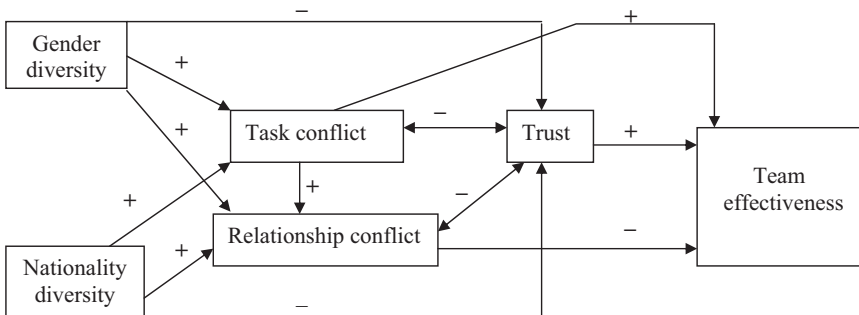 −
+
Gender
diversity
+
+
Task conflict
−
Trust
+
+
+
−
Team
effectiveness
Relationship conflict
−
+
Nationality
diversity
−